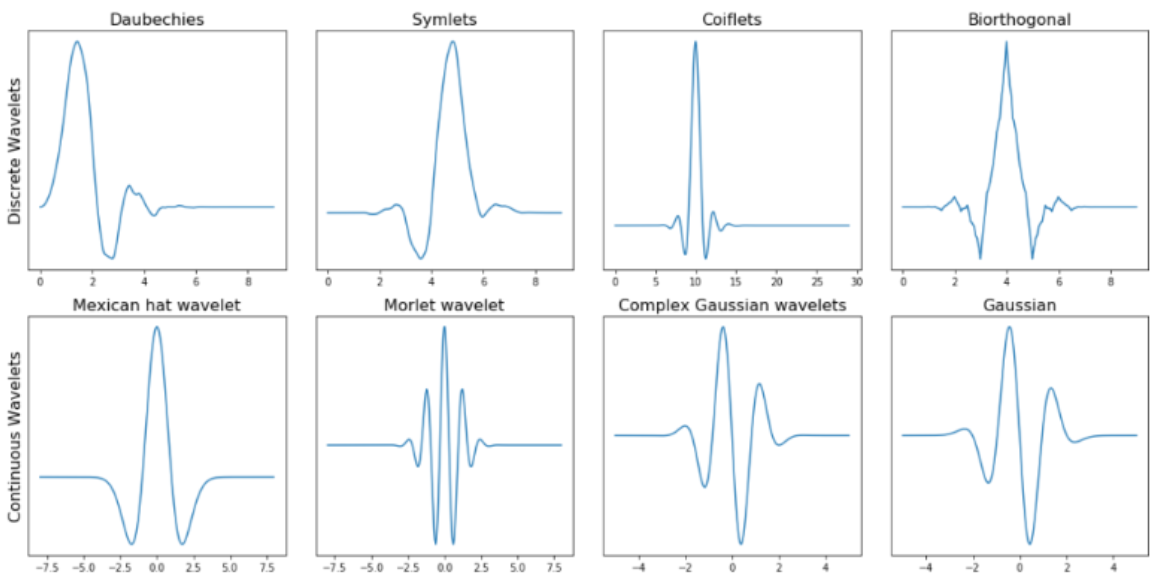 Daubechies Symlets Coiflets Biorthogonal
Discrete Wavelets
0 2 4 6 8 0 2 4 6 8 0 5 10 15 20 25 30 0 2 4 6 8
Mexican hat wavelet Morlet wavelet Complex Gaussian wavelets Gaussian
Continuous Wavelets
−7.5 −5.0 −2.5 0.0 2.5 5.0 7.5 −7.5 −5.0 −2.5 0.0 2.5 5.0 7.5 −4 −2 0 2 4 −4 −2 0 2 4